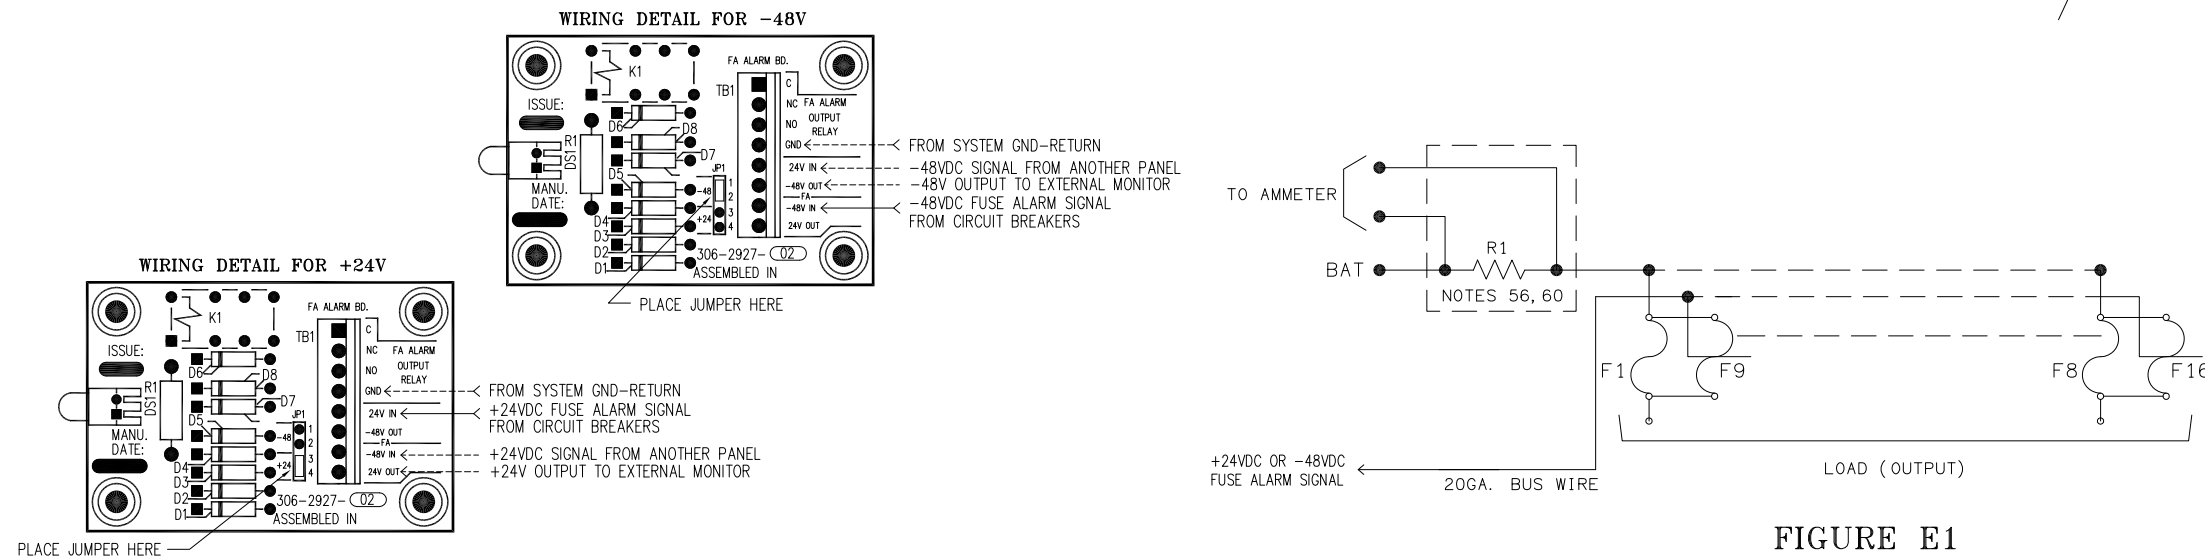 WIRING DETAIL FOR -48V
FA ALARM BD.
K1
TB1
C
NC FA ALARM
OUTPUT
NO
RELAY
GND
ISSUE:
D6
D8
R1
DS1
D7
D5
JP1
MANU.
DATE:
-48
+24
1
2
3
4
24V IN
-48V OUT
FA
-48V IN
24V OUT
D4
D3
D2
D1
306-2927- 02
ASSEMBLED IN
FROM SYSTEM GND-RETURN
-48VDC SIGNAL FROM ANOTHER PANEL
-48V OUTPUT TO EXTERNAL MONITOR
-48VDC FUSE ALARM SIGNAL
FROM CIRCUIT BREAKERS
PLACE JUMPER HERE
WIRING DETAIL FOR +24V
FA ALARM BD.
K1
TB1
C
NC FA ALARM
OUTPUT
NO
RELAY
GND
ISSUE:
D6
D8
R1
DS1
D7
D5
JP1
MANU.
DATE:
-48
+24
1
2
3
4
24V IN
-48V OUT
FA
-48V IN
24V OUT
D4
D3
D2
D1
306-2927- 02
ASSEMBLED IN
FROM SYSTEM GND-RETURN
+24VDC FUSE ALARM SIGNAL
FROM CIRCUIT BREAKERS
+24VDC SIGNAL FROM ANOTHER PANEL
+24V OUTPUT TO EXTERNAL MONITOR
PLACE JUMPER HERE
TO AMMETER
BAT
R1
NOTES 56,60
F1
F9
F8
F16
+24VDC OR -48VDC
FUSE ALARM SIGNAL
20GA. BUS WIRE
LOAD (OUTPUT)
FIGURE E1